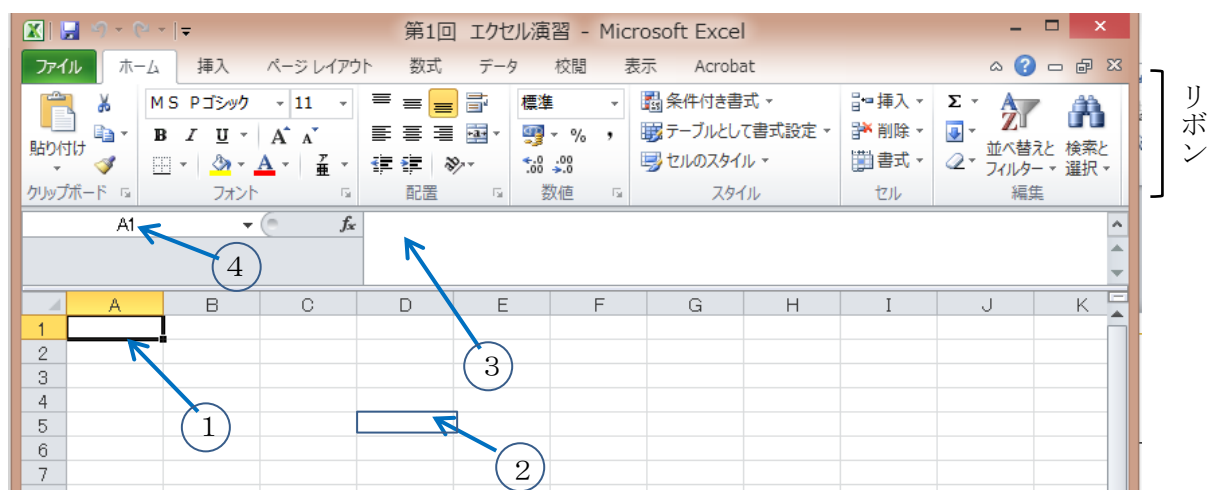 第1回 エクセル演習 - Microsoft Excel
ファイル ホーム 挿入 ページ レイアウト 数式 データ 校閲 表示 Acrobat
ＭＳ Ｐゴシック 11 標準 条件付き書式 挿入 Σ
B I U A A % , テーブルとして書式設定 削除
貼り付け A 亜 .0 .00 .00 .0 セルのスタイル 書式 並べ替えと フィルター 検索と 選択
クリップボード フォント 配置 数値 スタイル セル 編集
リボン
A1 fx
④
A B C D E F G H I J K
1
2
3
4
5
6
7
③
①
②